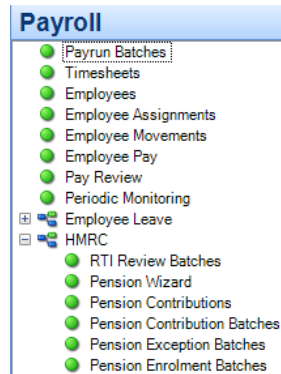 Payroll
Payrun Batches
Timesheets
Employees
Employee Assignments
Employee Movements
Employee Pay
Pay Review
Periodic Monitoring
Employee Leave
HMRC
RTI Review Batches
Pension Wizard
Pension Contributions
Pension Contribution Batches
Pension Exception Batches
Pension Enrolment Batches